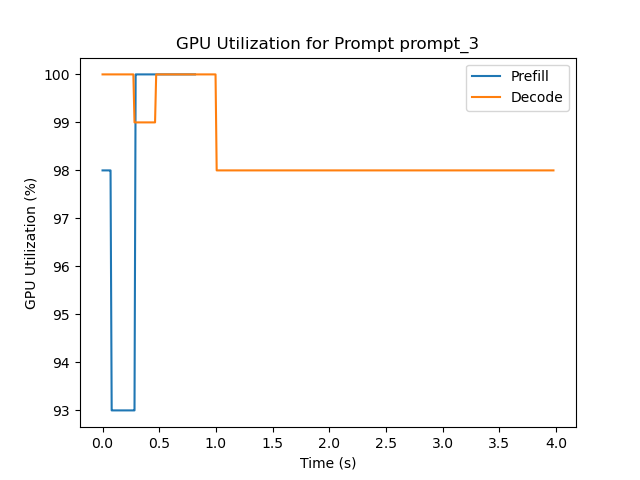 GPU Utilization for Prompt prompt_3
Prefill
Decode
GPU Utilization (%)
100
99
98
97
96
95
94
93
0.0 0.5 1.0 1.5 2.0 2.5 3.0 3.5 4.0
Time (s)